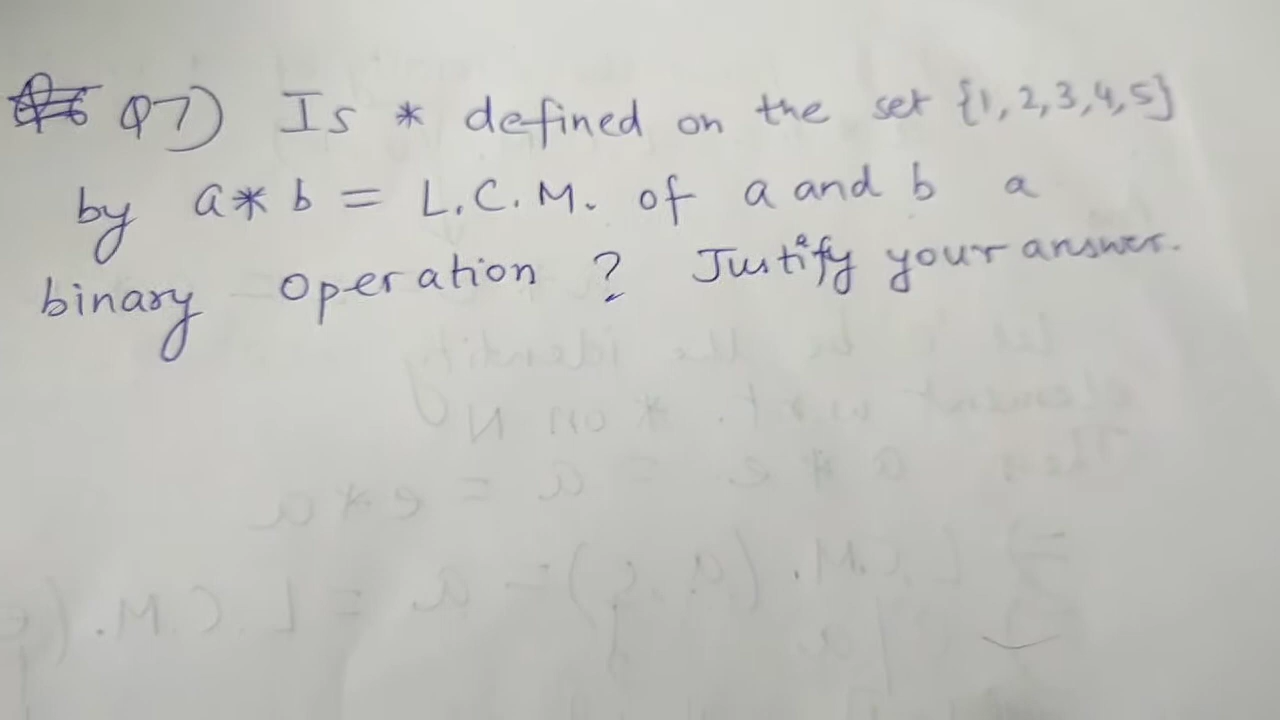 Q7) Is * defined on the set {1,2,3,4,5}
by a * b = L.C.M. of a and b a
binary operation ? Justify your answer.